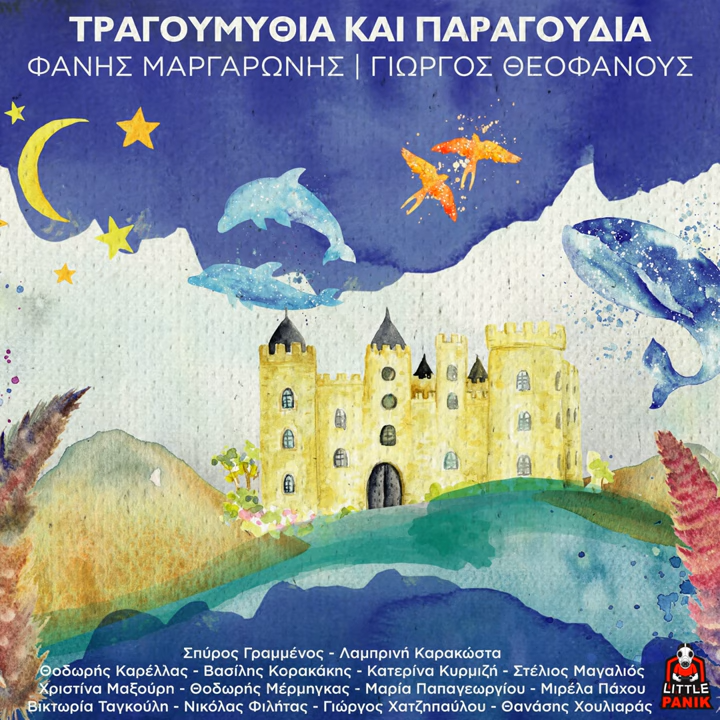 ΤΡΑΓΟΥΜΥΘΙΑ ΚΑΙ ΠΑΡΑΓΟΥΔΙΑ
ΦΑΝΗΣ ΜΑΡΓΑΡΩΝΗΣ | ΓΙΩΡΓΟΣ ΘΕΟΦΑΝΟΥΣ
Σπύρος Γραμμένος - Λαμπρινή Καρακώστα
Θοδωρής Καρέλλας - Βασίλης Κορακάκης - Κατερίνα Κυρμιζή - Στέλιος Μαγαλιός
Χριστίνα Μαξούρη - Θοδωρής Μέρμηγκας - Μαρία Παπαγεωργίου - Μιρέλα Πάχου
Βικτωρία Ταγκούλη - Νικόλας Φιλήτας - Γιώργος Χατζηπαύλου - Θανάσης Χουλιαράς
LITTLE
PANIK